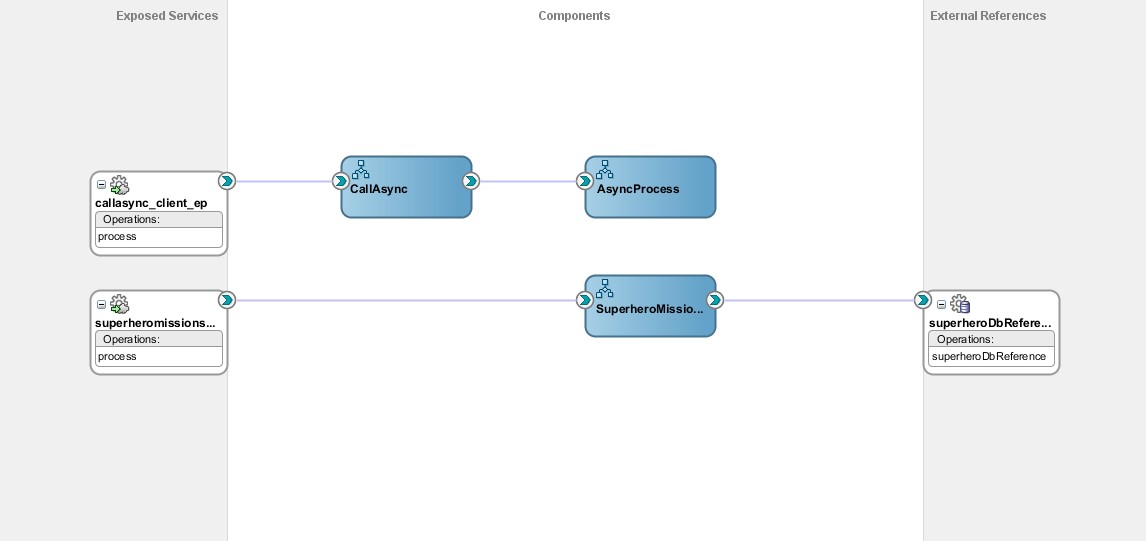 Exposed Services
Components
External References
callasync_client_ep
Operations:
process
CallAsync
AsyncProcess
superheromissions...
Operations:
process
SuperheroMissio...
superheroDbRefere...
Operations:
superheroDbReference